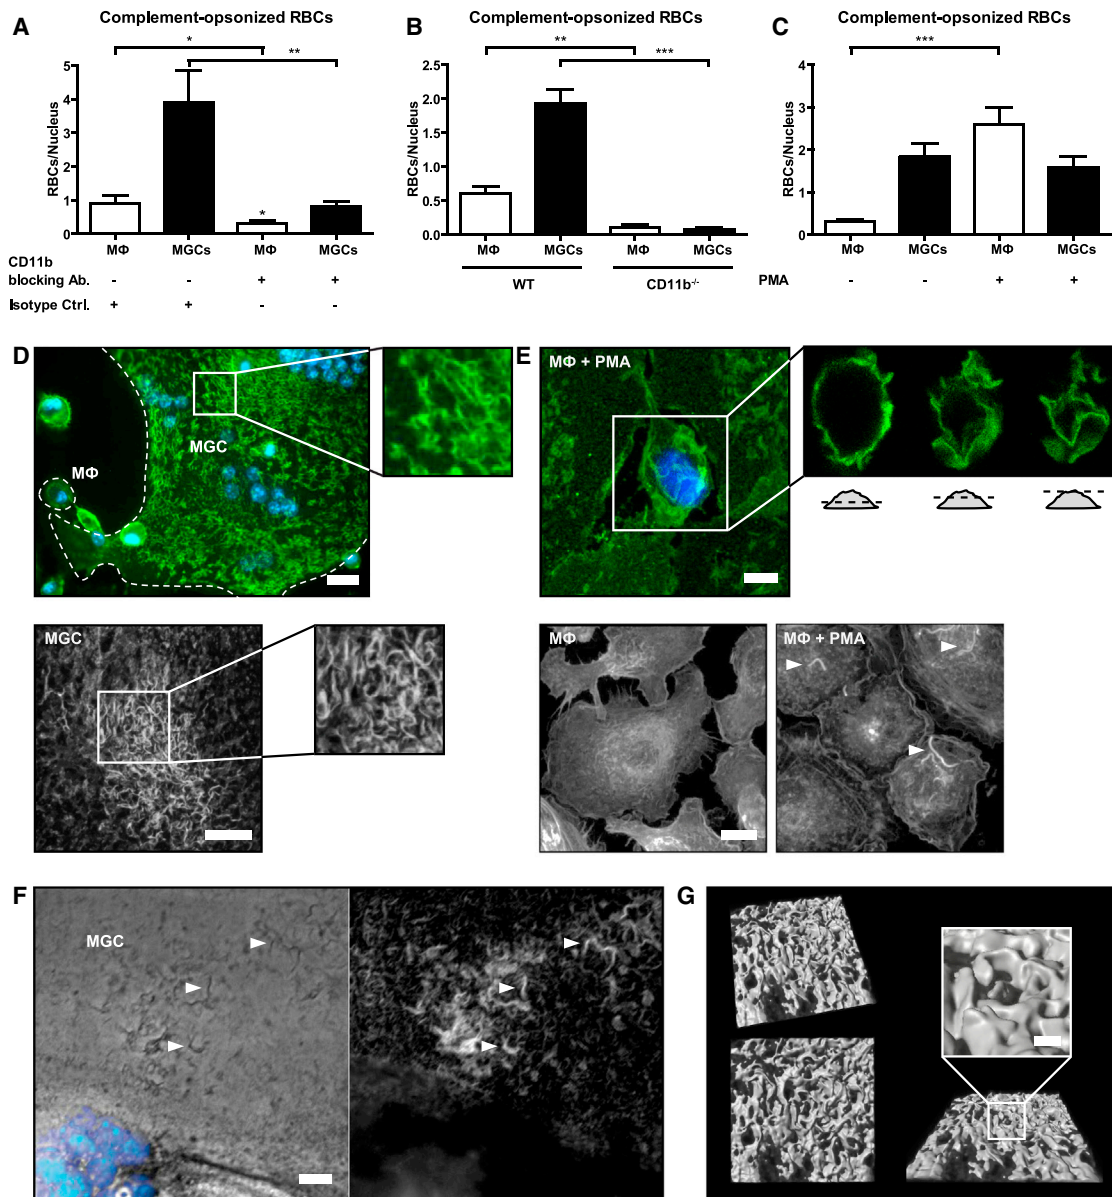 A
Complement-opsonized RBCs
*
**
RBCs/Nucleus
5
4
3
2
1
0
*
MΦ MGCs MΦ MGCs
CD11b
blocking Ab. - - + +
Isotype Ctrl. + + - -
B
Complement-opsonized RBCs
**
***
RBCs/Nucleus
2.5
2.0
1.5
1.0
0.5
0.0
MΦ MGCs MΦ MGCs
WT CD11b-/-
C
Complement-opsonized RBCs
***
RBCs/Nucleus
4
3
2
1
0
MΦ MGCs MΦ MGCs
PMA - - + +
D
MGC
MΦ
MGC
E
MΦ + PMA
MΦ
MΦ + PMA
F
MGC
G